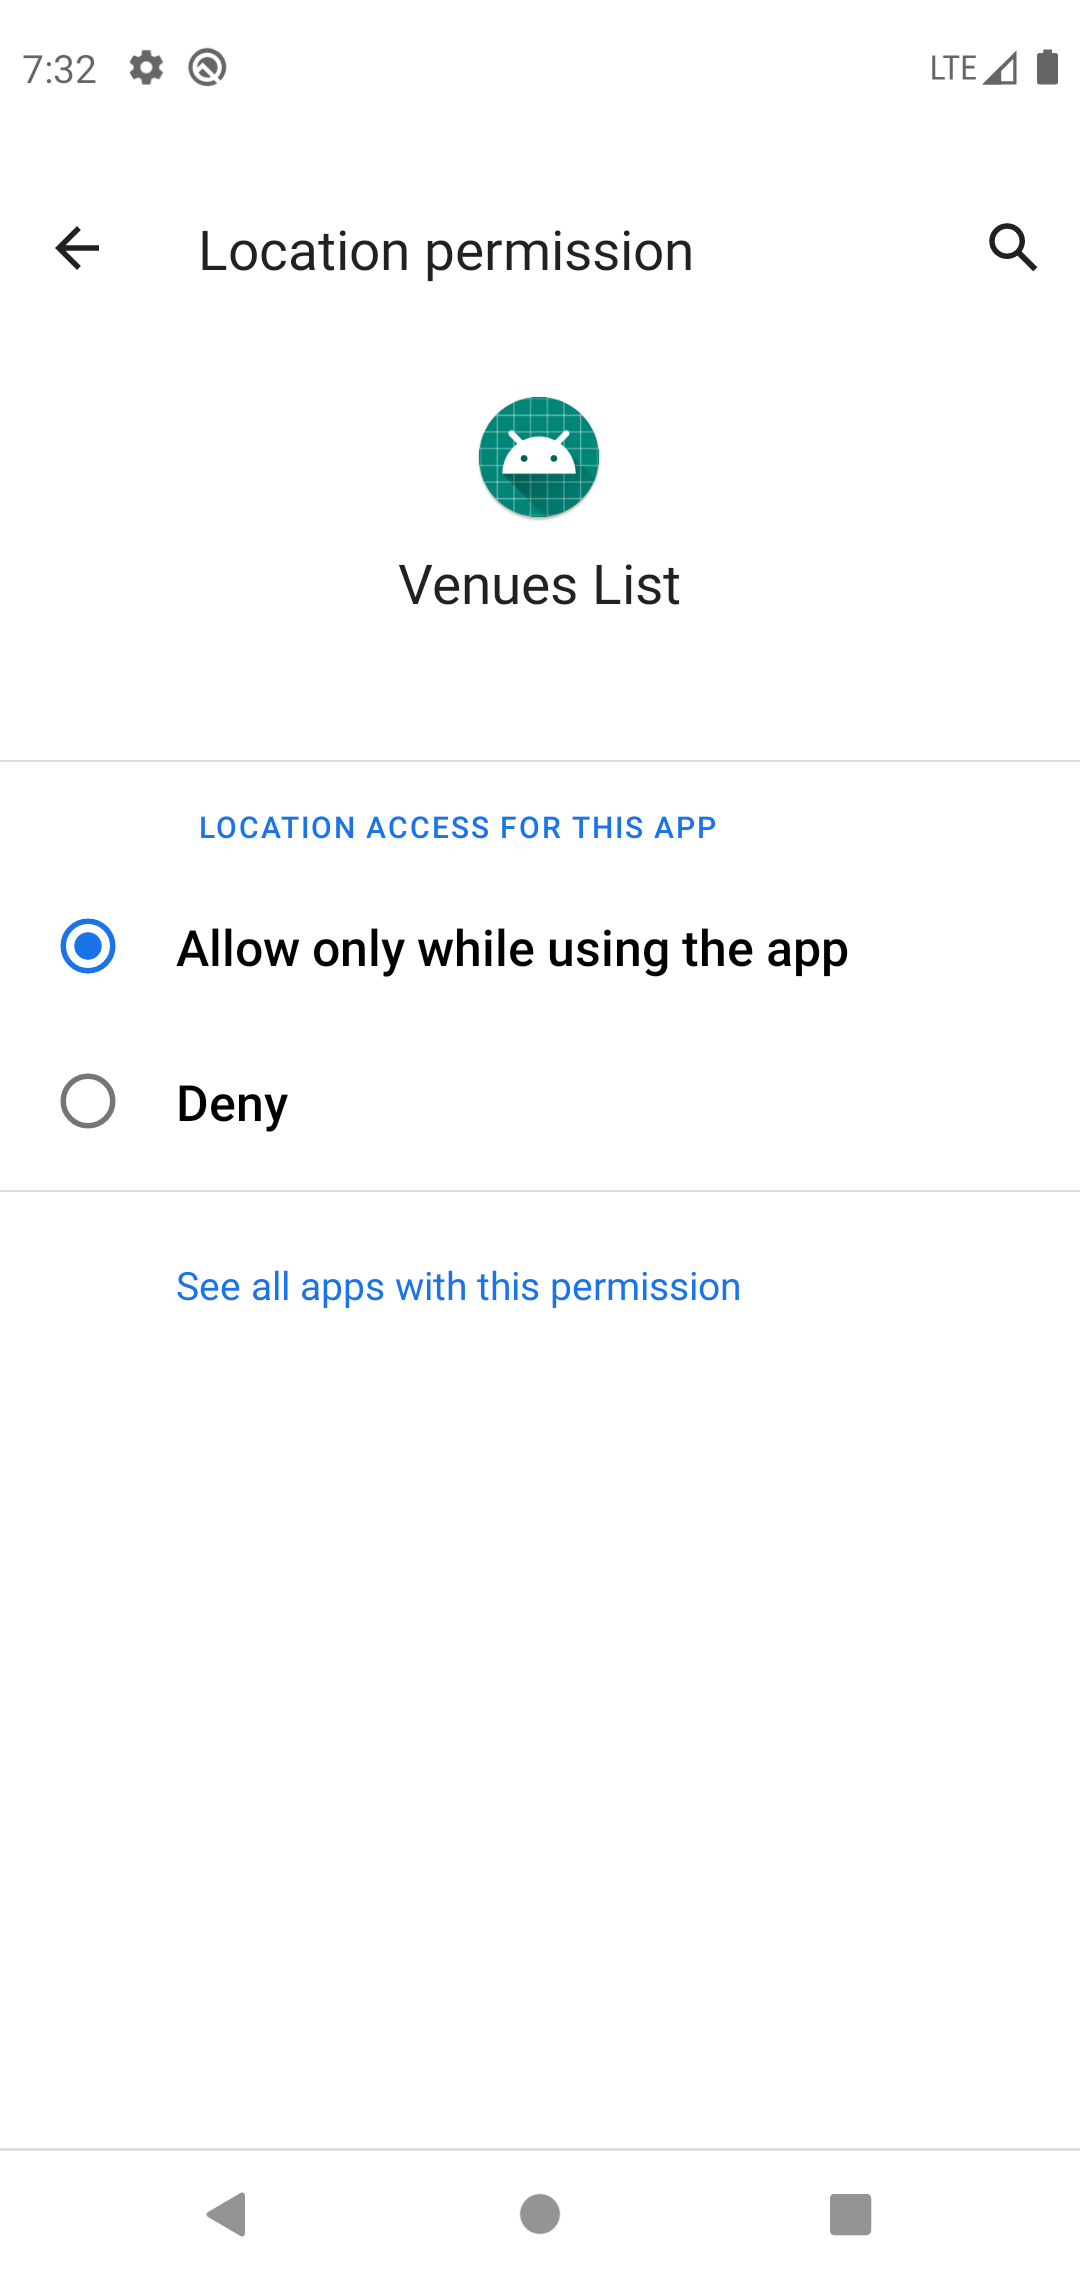 7:32
LTE
Location permission
Venues List
LOCATION ACCESS FOR THIS APP
Allow only while using the app
Deny
See all apps with this permission